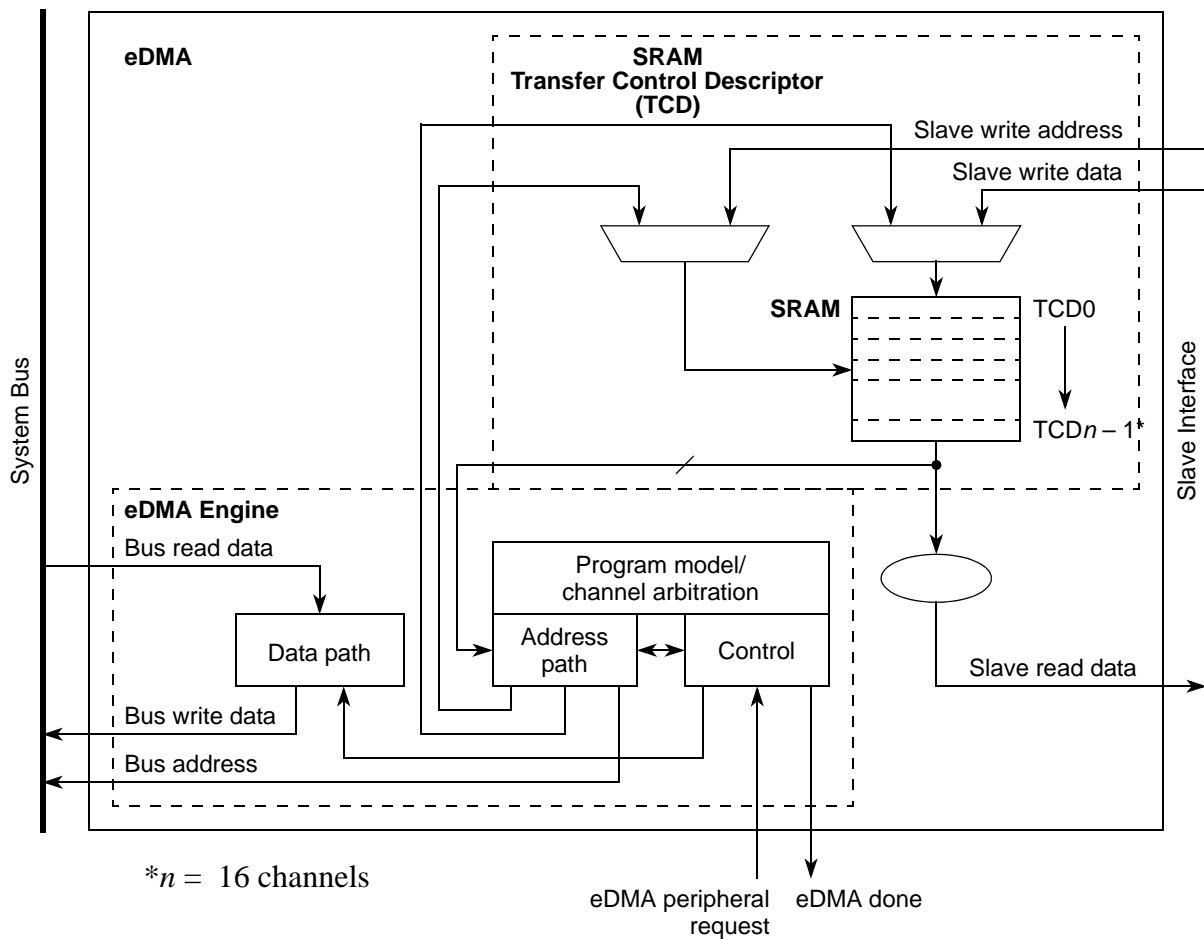 eDMA
SRAM
Transfer Control Descriptor
(TCD)
Slave write address
Slave write data
SRAM
TCD0
TCDn – 1*
System Bus
Slave Interface
eDMA Engine
Bus read data
Program model/
channel arbitration
Data path
Address
path
Control
Slave read data
Bus write data
Bus address
*n = 16 channels
eDMA peripheral
request
eDMA done